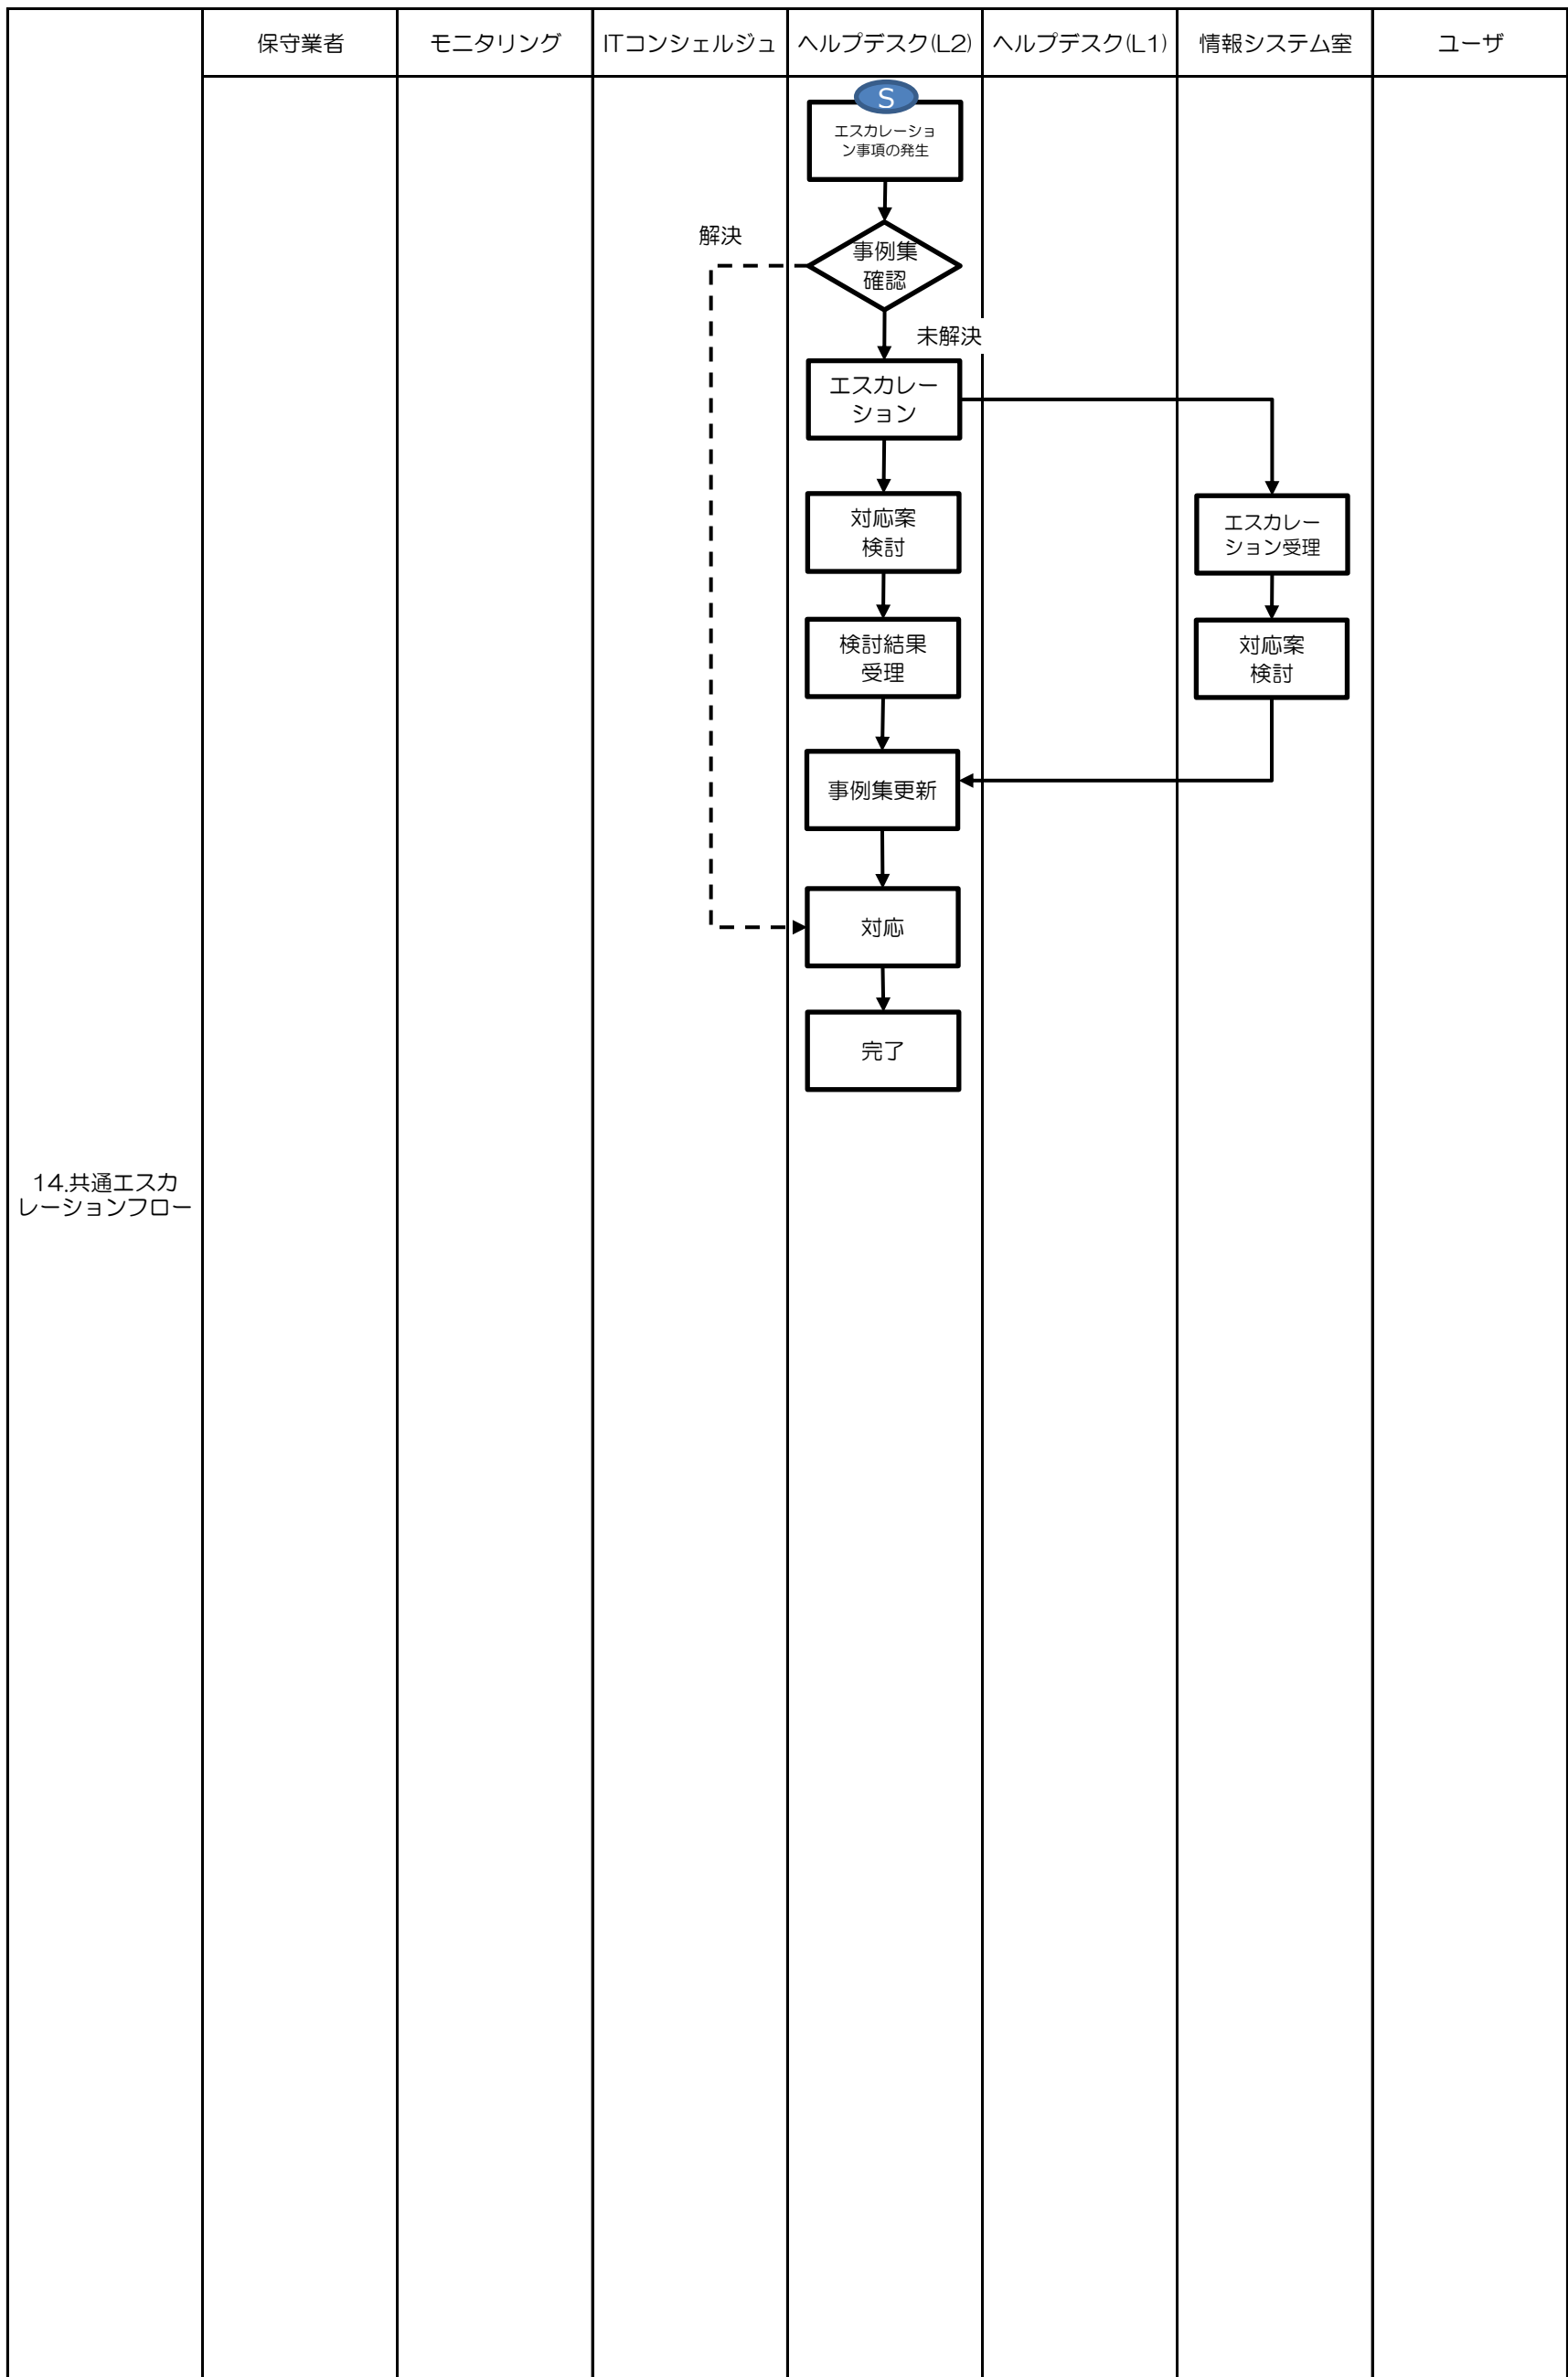 保守業者
モニタリング
ITコンシェルジュ
ヘルプデスク(L2)
ヘルプデスク(L1)
情報システム室
ユーザ
S
エスカレーショ
ン事項の発生
解決
事例集
確認
未解決
エスカレー
ション
対応案
検討
エスカレー
ション受理
検討結果
受理
対応案
検討
事例集更新
対応
完了
14.共通エスカ
レーションフロー